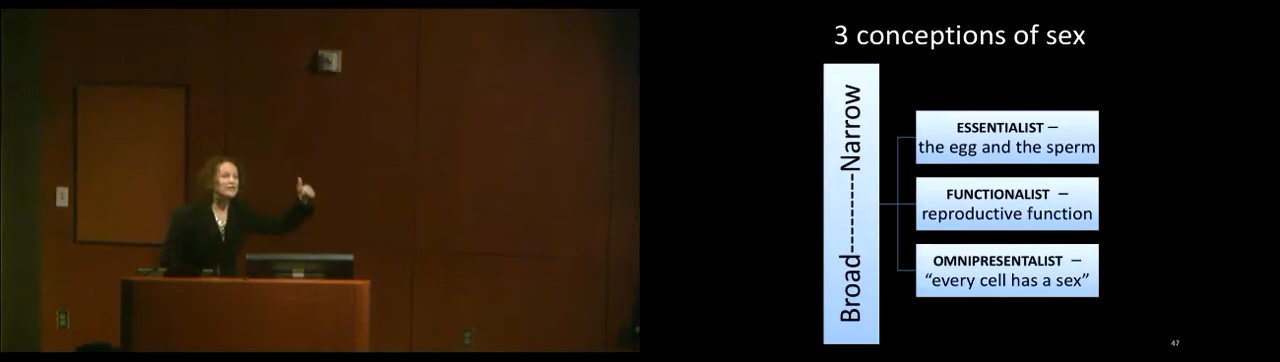 3 conceptions of sex
Broad----------Narrow
ESSENTIALIST –
the egg and the sperm
FUNCTIONALIST –
reproductive function
OMNIPRESENTALIST –
“every cell has a sex”
47